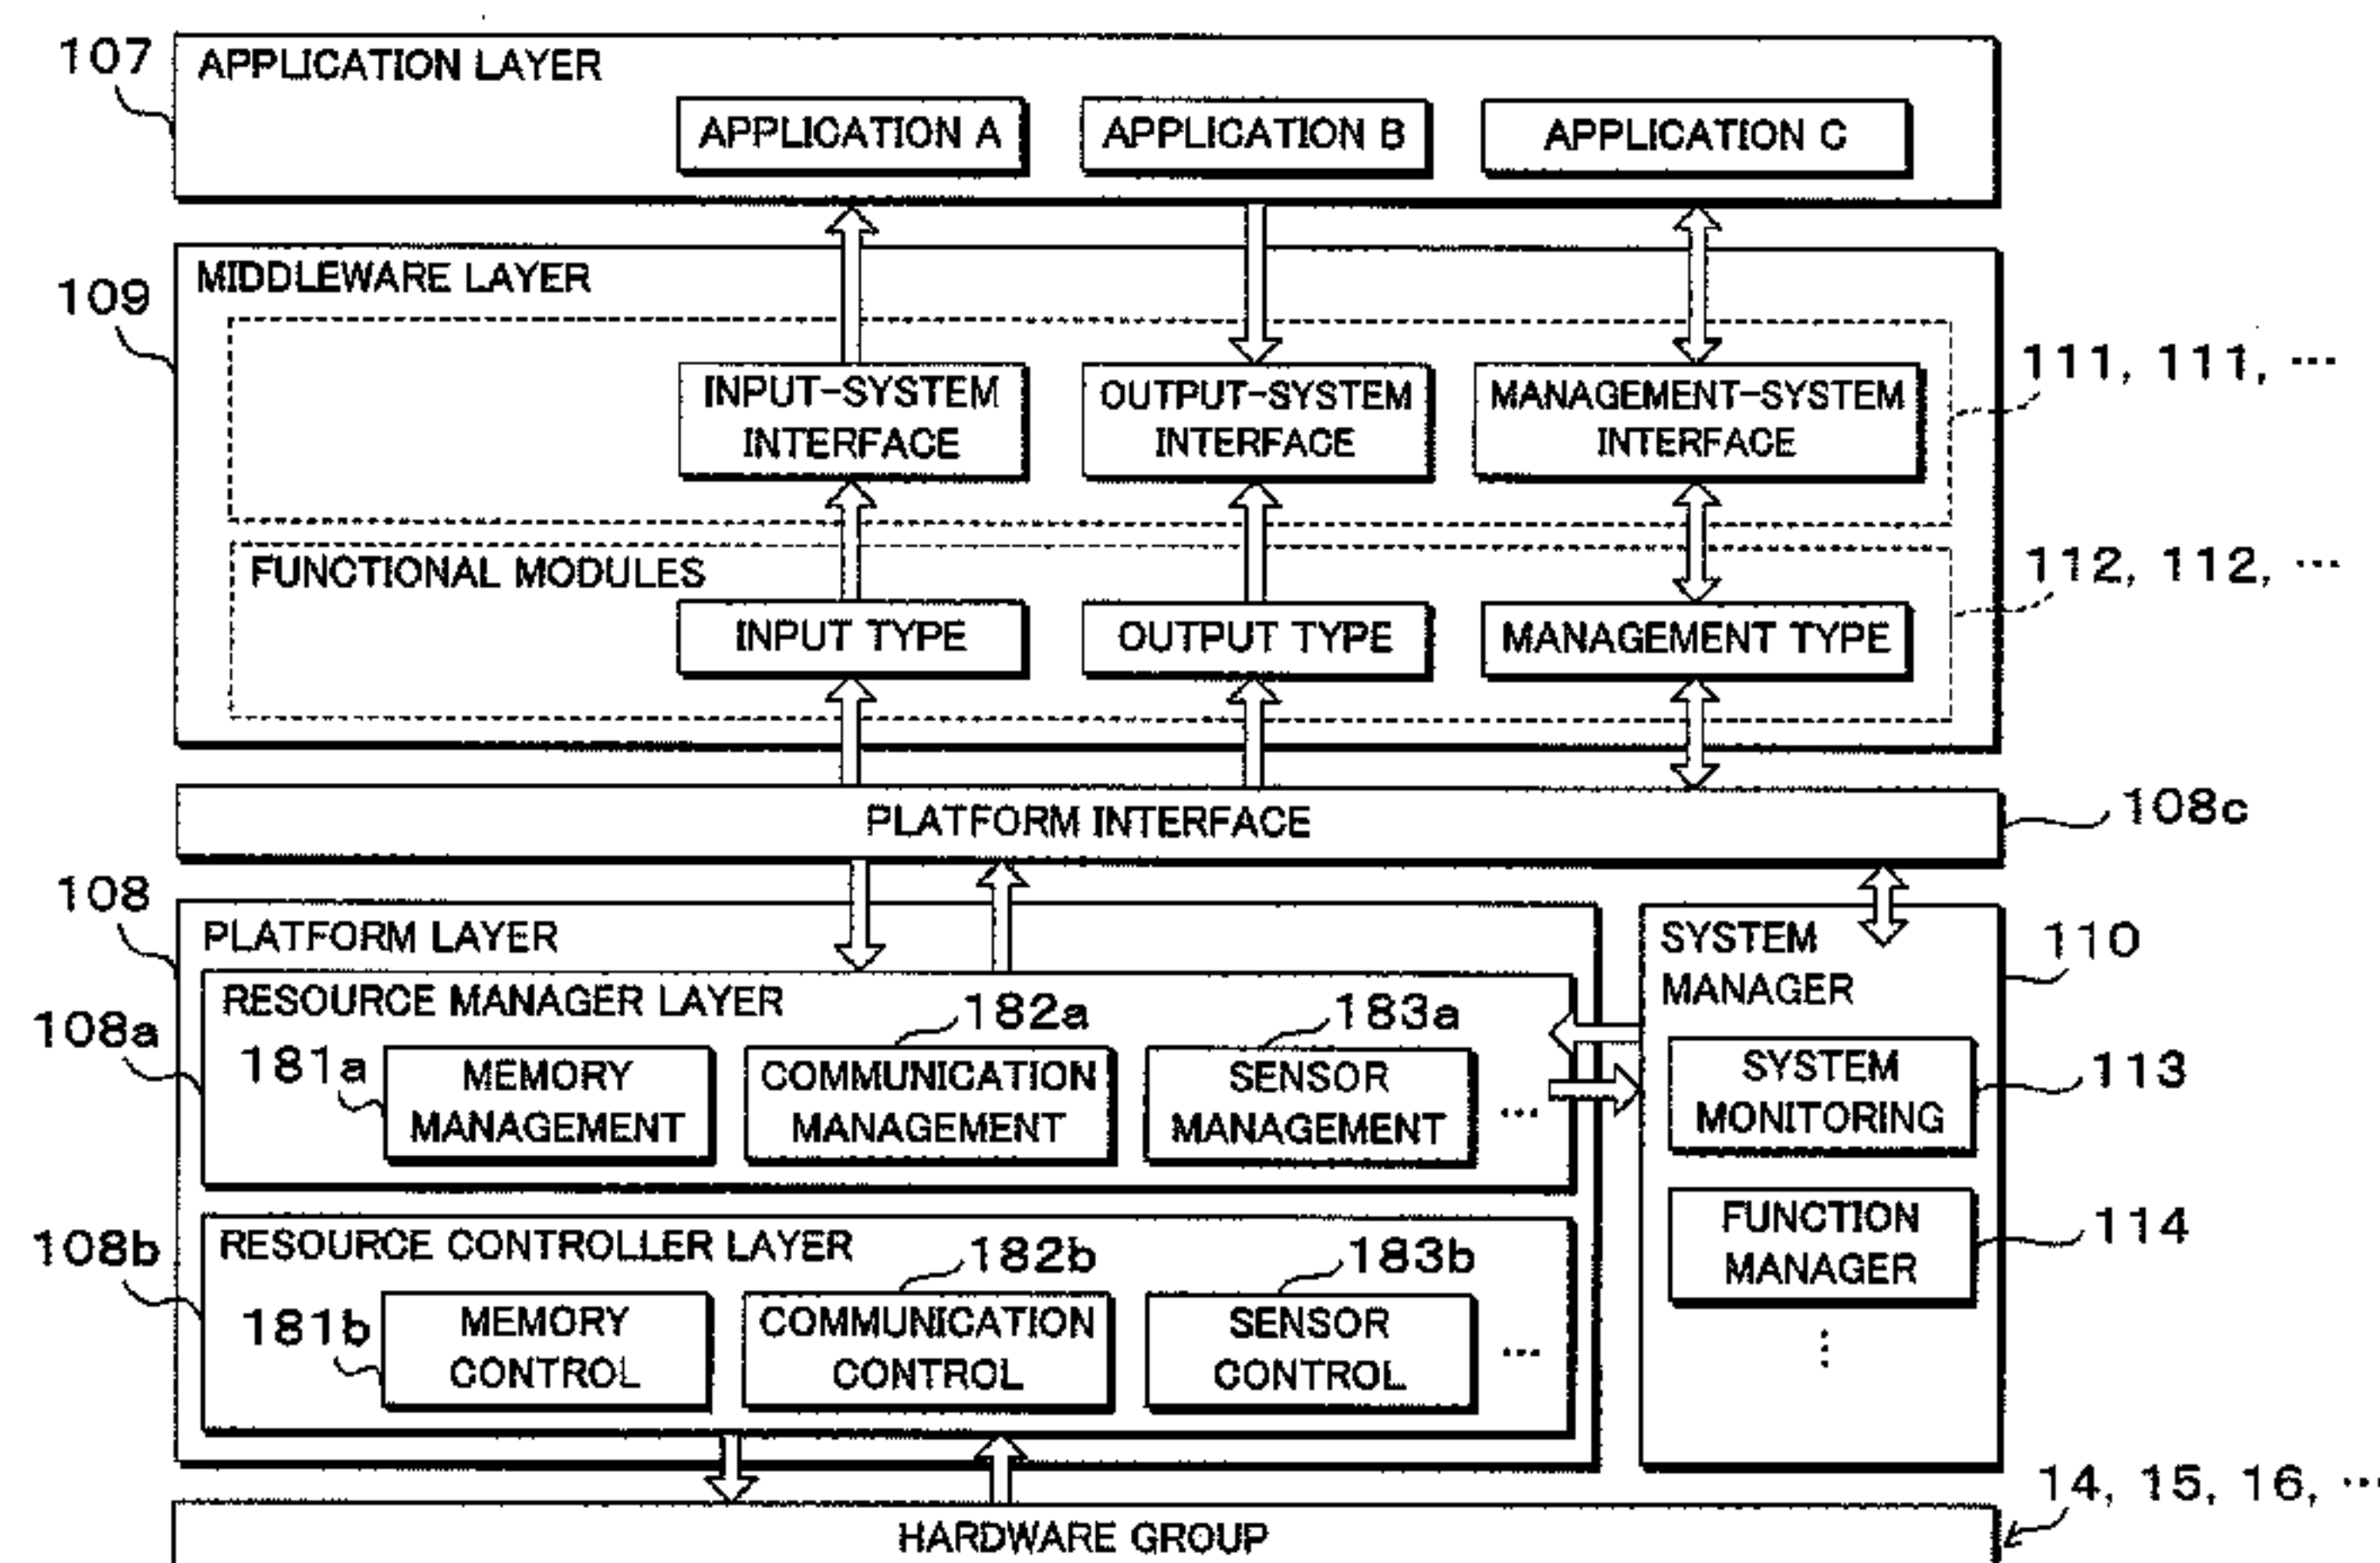 107
APPLICATION LAYER
APPLICATION A
APPLICATION B
APPLICATION C
109
MIDDLEWARE LAYER
INPUT-SYSTEM
INTERFACE
OUTPUT-SYSTEM
INTERFACE
MANAGEMENT-SYSTEM
INTERFACE
111, 111, ···
FUNCTIONAL MODULES
112, 112, ···
INPUT TYPE
OUTPUT TYPE
MANAGEMENT TYPE
PLATFORM INTERFACE
108c
108
PLATFORM LAYER
108a
RESOURCE MANAGER LAYER
181a
MEMORY
MANAGEMENT
182a
COMMUNICATION
MANAGEMENT
183a
SENSOR
MANAGEMENT
···
108b
RESOURCE CONTROLLER LAYER
181b
MEMORY
CONTROL
182b
COMMUNICATION
CONTROL
183b
SENSOR
CONTROL
···
SYSTEM
MANAGER
110
SYSTEM
MONITORING
113
FUNCTION
MANAGER
114
⋮
HARDWARE GROUP
14, 15, 16, ···